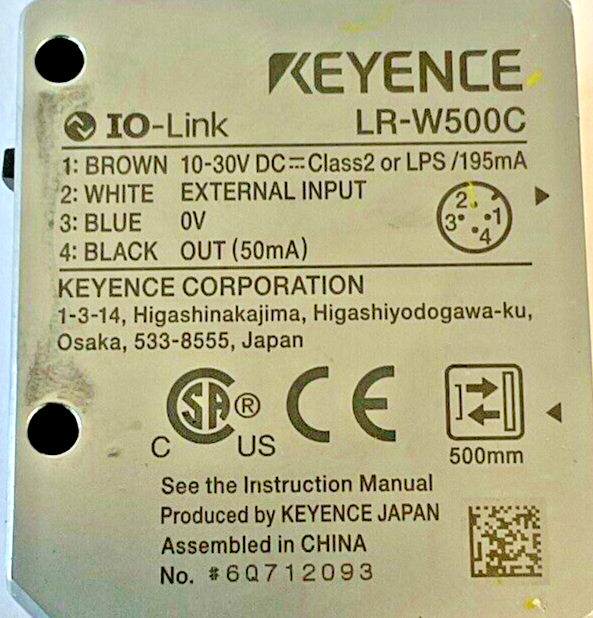 KEYENCE
IO-Link LR-W500C
1: BROWN 10-30V DC⎓Class2 or LPS /195mA
2: WHITE EXTERNAL INPUT
3: BLUE 0V
4: BLACK OUT (50mA)
2
3 1
4
KEYENCE CORPORATION
1-3-14, Higashinakajima, Higashiyodogawa-ku,
Osaka, 533-8555, Japan
C SA ® US
CE
500mm
See the Instruction Manual
Produced by KEYENCE JAPAN
Assembled in CHINA
No. #6Q712093